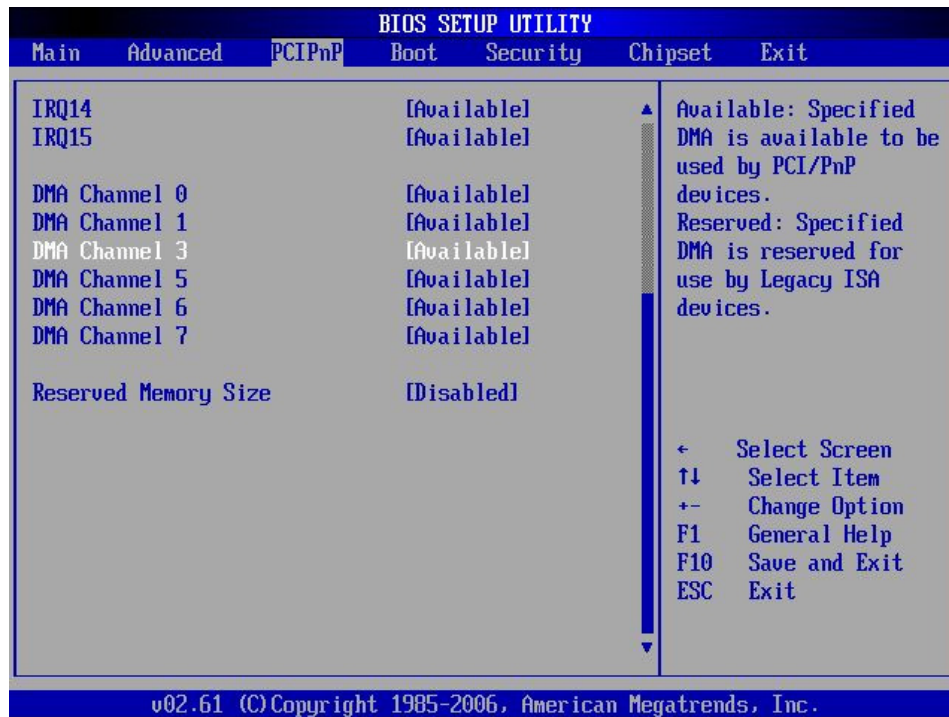 BIOS SETUP UTILITY
Main Advanced PCIPnP Boot Security Chipset Exit
IRQ14 [Available]
IRQ15 [Available]
DMA Channel 0 [Available]
DMA Channel 1 [Available]
DMA Channel 3 [Available]
DMA Channel 5 [Available]
DMA Channel 6 [Available]
DMA Channel 7 [Available]
Reserved Memory Size [Disabled]
Available: Specified
DMA is available to be
used by PCI/PnP
devices.
Reserved: Specified
DMA is reserved for
use by Legacy ISA
devices.
← Select Screen
↑↓ Select Item
+- Change Option
F1 General Help
F10 Save and Exit
ESC Exit
v02.61 (C)Copyright 1985-2006, American Megatrends, Inc.